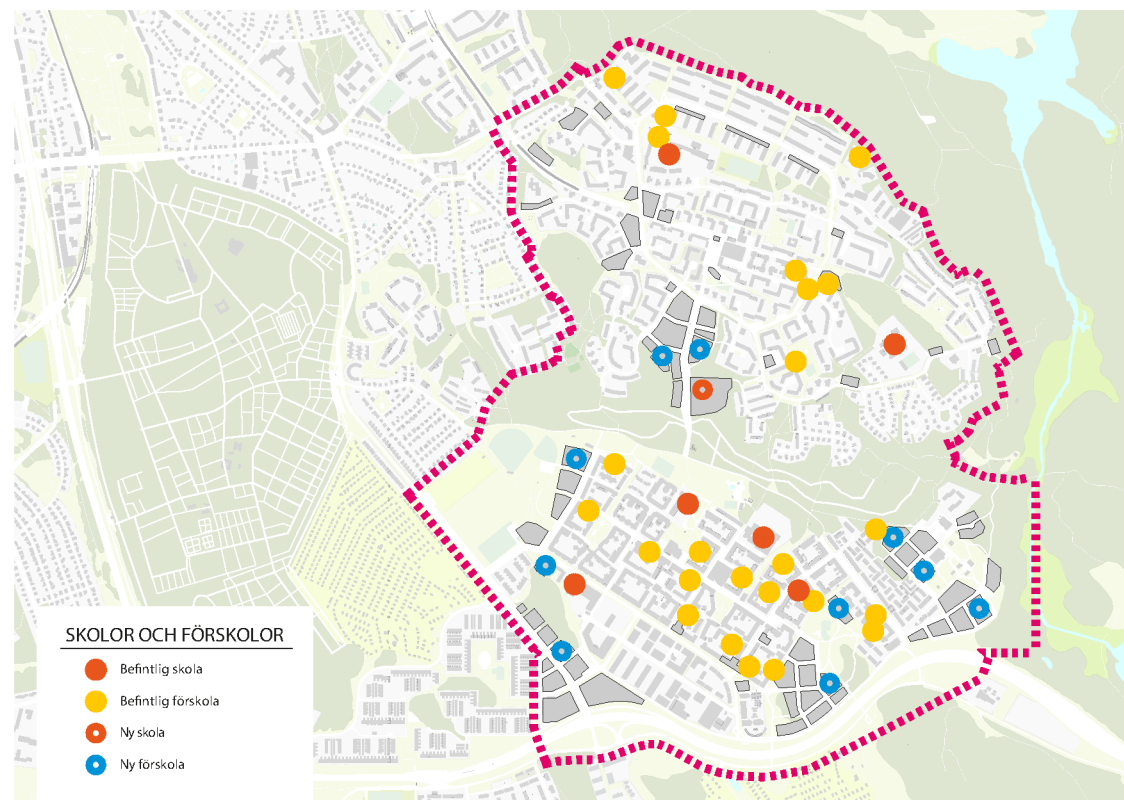 SKOLOR OCH FÖRSKOLOR
Befintlig skola
Befintlig förskola
Ny skola
Ny förskola